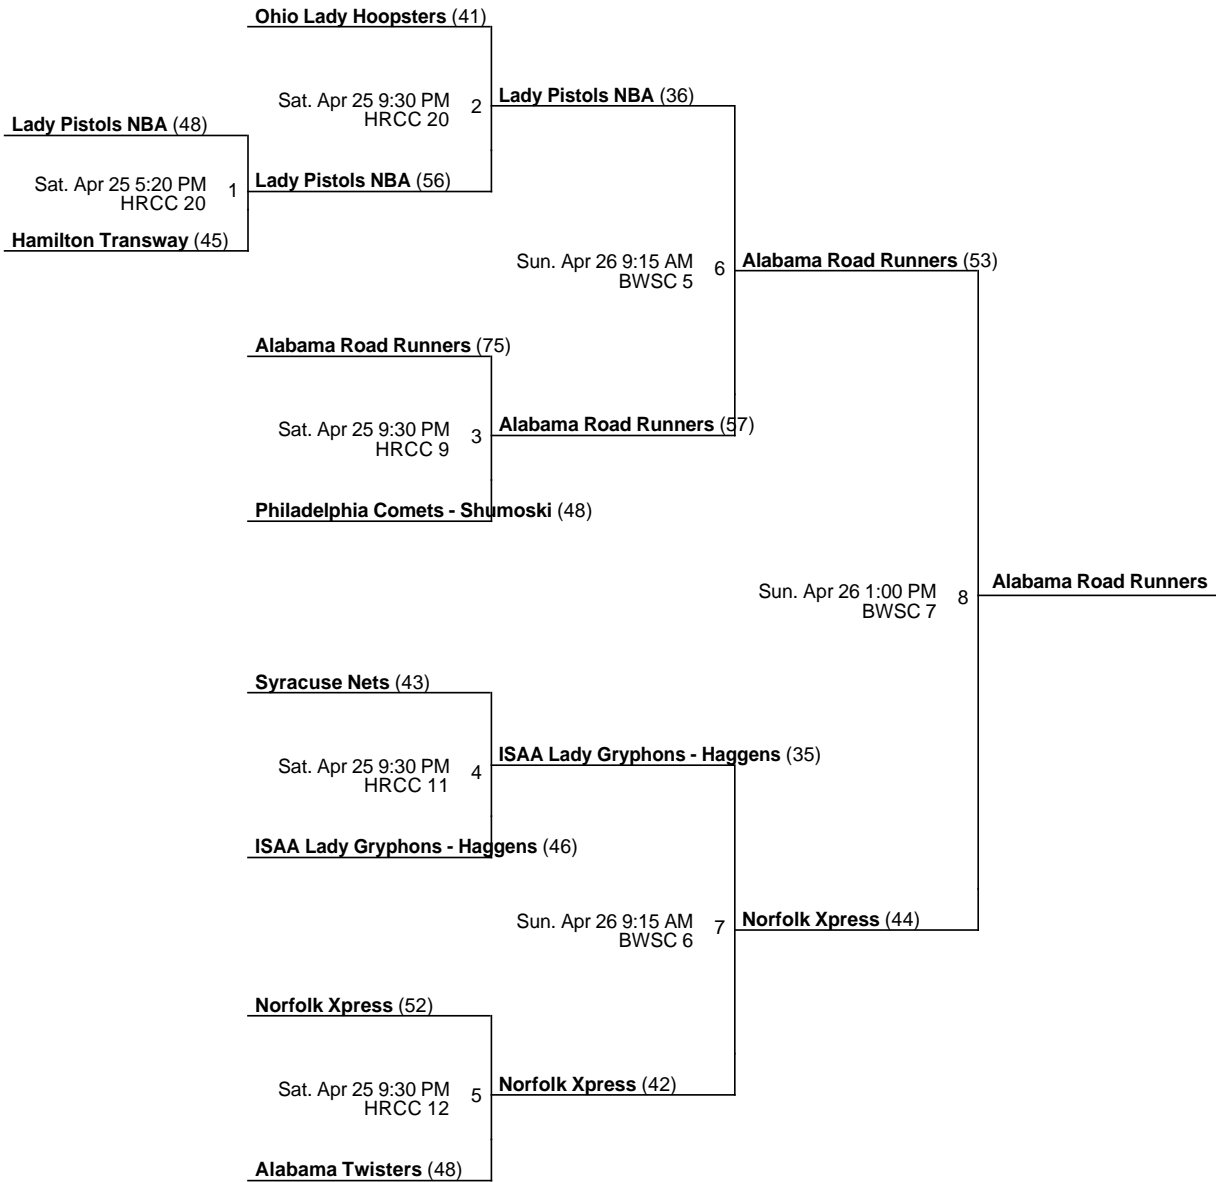 Ohio Lady Hoopsters (41)
Sat. Apr 25 9:30 PM
HRCC 20
2
Lady Pistols NBA (36)
Lady Pistols NBA (48)
Sat. Apr 25 5:20 PM
HRCC 20
1
Lady Pistols NBA (56)
Hamilton Transway (45)
Sun. Apr 26 9:15 AM
BWSC 5
6
Alabama Road Runners (53)
Alabama Road Runners (75)
Sat. Apr 25 9:30 PM
HRCC 9
3
Alabama Road Runners (57)
Philadelphia Comets - Shumoski (48)
Sun. Apr 26 1:00 PM
BWSC 7
8
Alabama Road Runners
Syracuse Nets (43)
Sat. Apr 25 9:30 PM
HRCC 11
4
ISAA Lady Gryphons - Haggens (35)
ISAA Lady Gryphons - Haggens (46)
Sun. Apr 26 9:15 AM
BWSC 6
7
Norfolk Xpress (44)
Norfolk Xpress (52)
Sat. Apr 25 9:30 PM
HRCC 12
5
Norfolk Xpress (42)
Alabama Twisters (48)